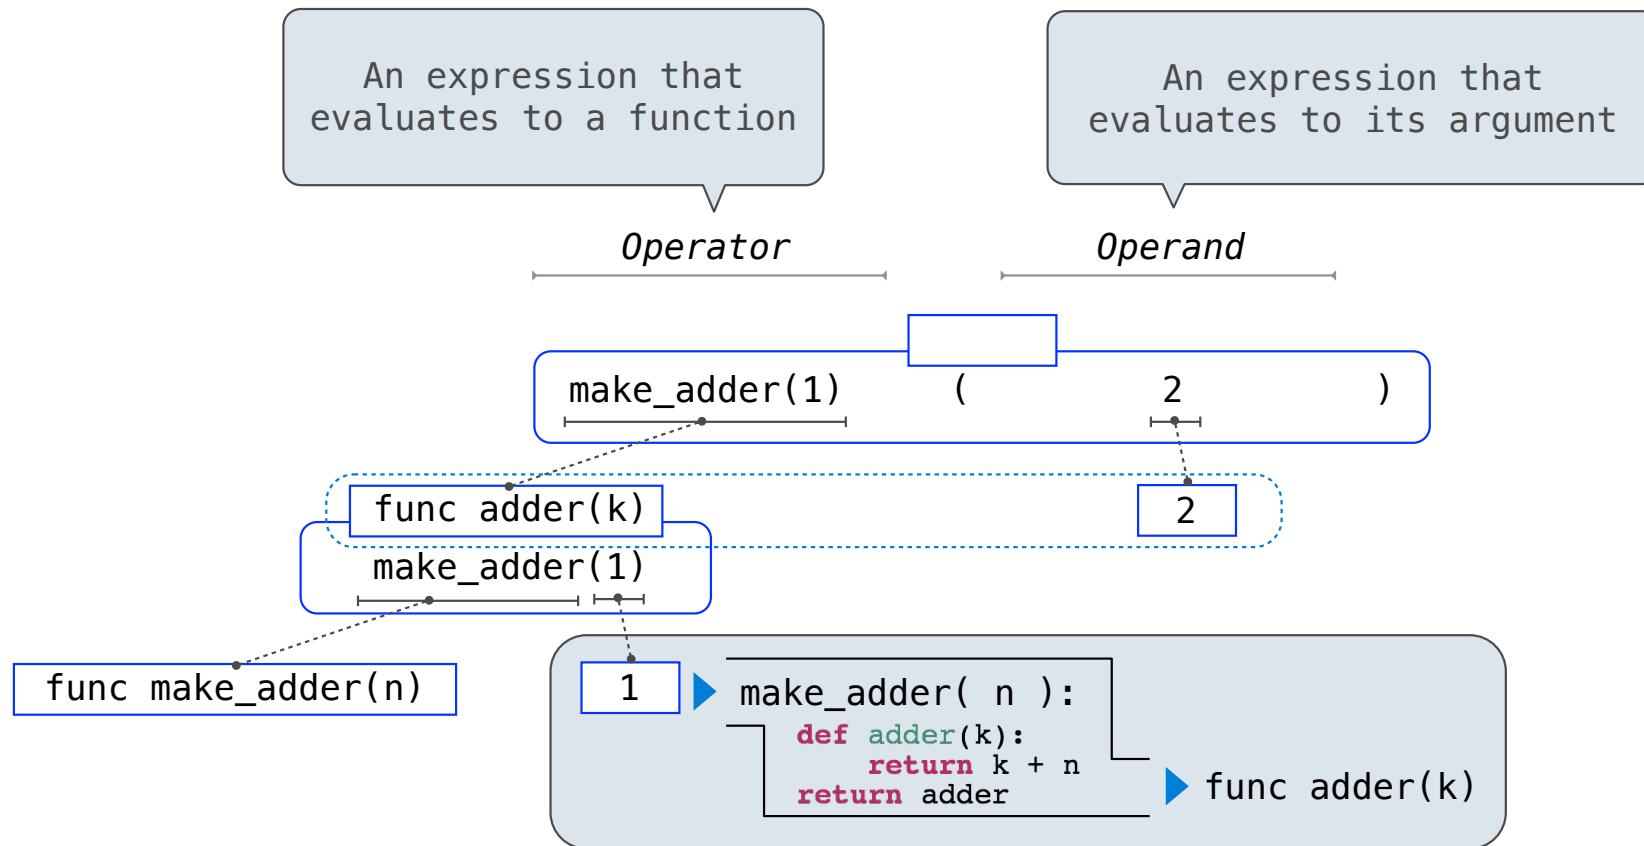 An expression that
evaluates to a function
An expression that
evaluates to its argument
Operator
Operand
make_adder(1) ( 2 )
func adder(k)
2
make_adder(1)
func make_adder(n)
1
make_adder( n ):
def adder(k):
return k + n
return adder
func adder(k)